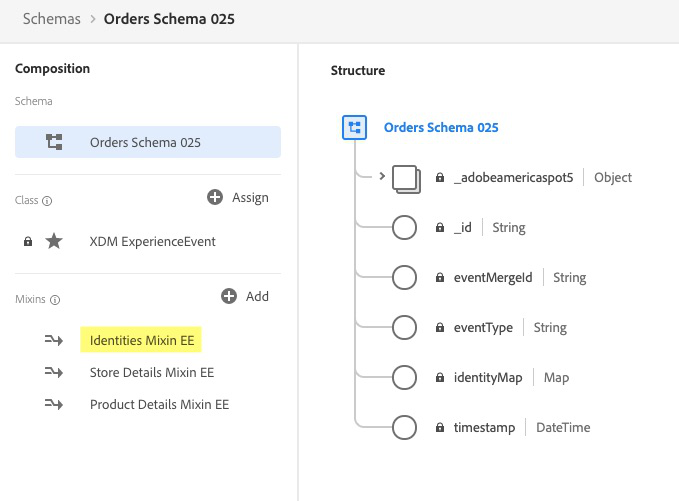 Schemas > Orders Schema 025
Composition
Schema
Orders Schema 025
Class
Assign
XDM ExperienceEvent
Mixins
Add
Identities Mixin EE
Store Details Mixin EE
Product Details Mixin EE
Structure
Orders Schema 025
_adobeamericaspot5 | Object
_id | String
eventMergeId | String
eventType | String
identityMap | Map
timestamp | DateTime